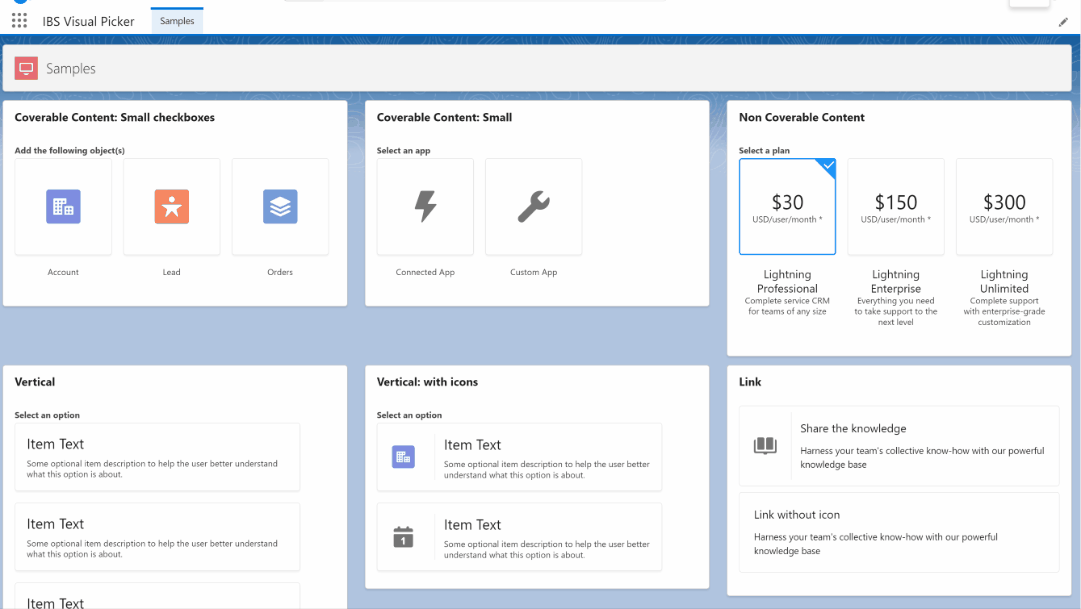 IBS Visual Picker
Samples
Samples
Coverable Content: Small checkboxes
Add the following object(s)
Account
Lead
Orders
Coverable Content: Small
Select an app
Connected App
Custom App
Non Coverable Content
Select a plan
$30
USD/user/month *
$150
USD/user/month *
$300
USD/user/month *
Lightning
Professional
Complete service CRM
for teams of any size
Lightning
Enterprise
Everything you need
to take support to the
next level
Lightning
Unlimited
Complete support
with enterprise-grade
customization
Vertical
Select an option
Item Text
Some optional item description to help the user better understand
what this option is about.
Item Text
Some optional item description to help the user better understand
what this option is about.
Item Text
Vertical: with icons
Select an option
Item Text
Some optional item description to help the user better
understand what this option is about.
1
Item Text
Some optional item description to help the user better
understand what this option is about.
Link
Share the knowledge
Harness your team's collective know-how with our powerful
knowledge base
Link without icon
Harness your team's collective know-how with our powerful
knowledge base